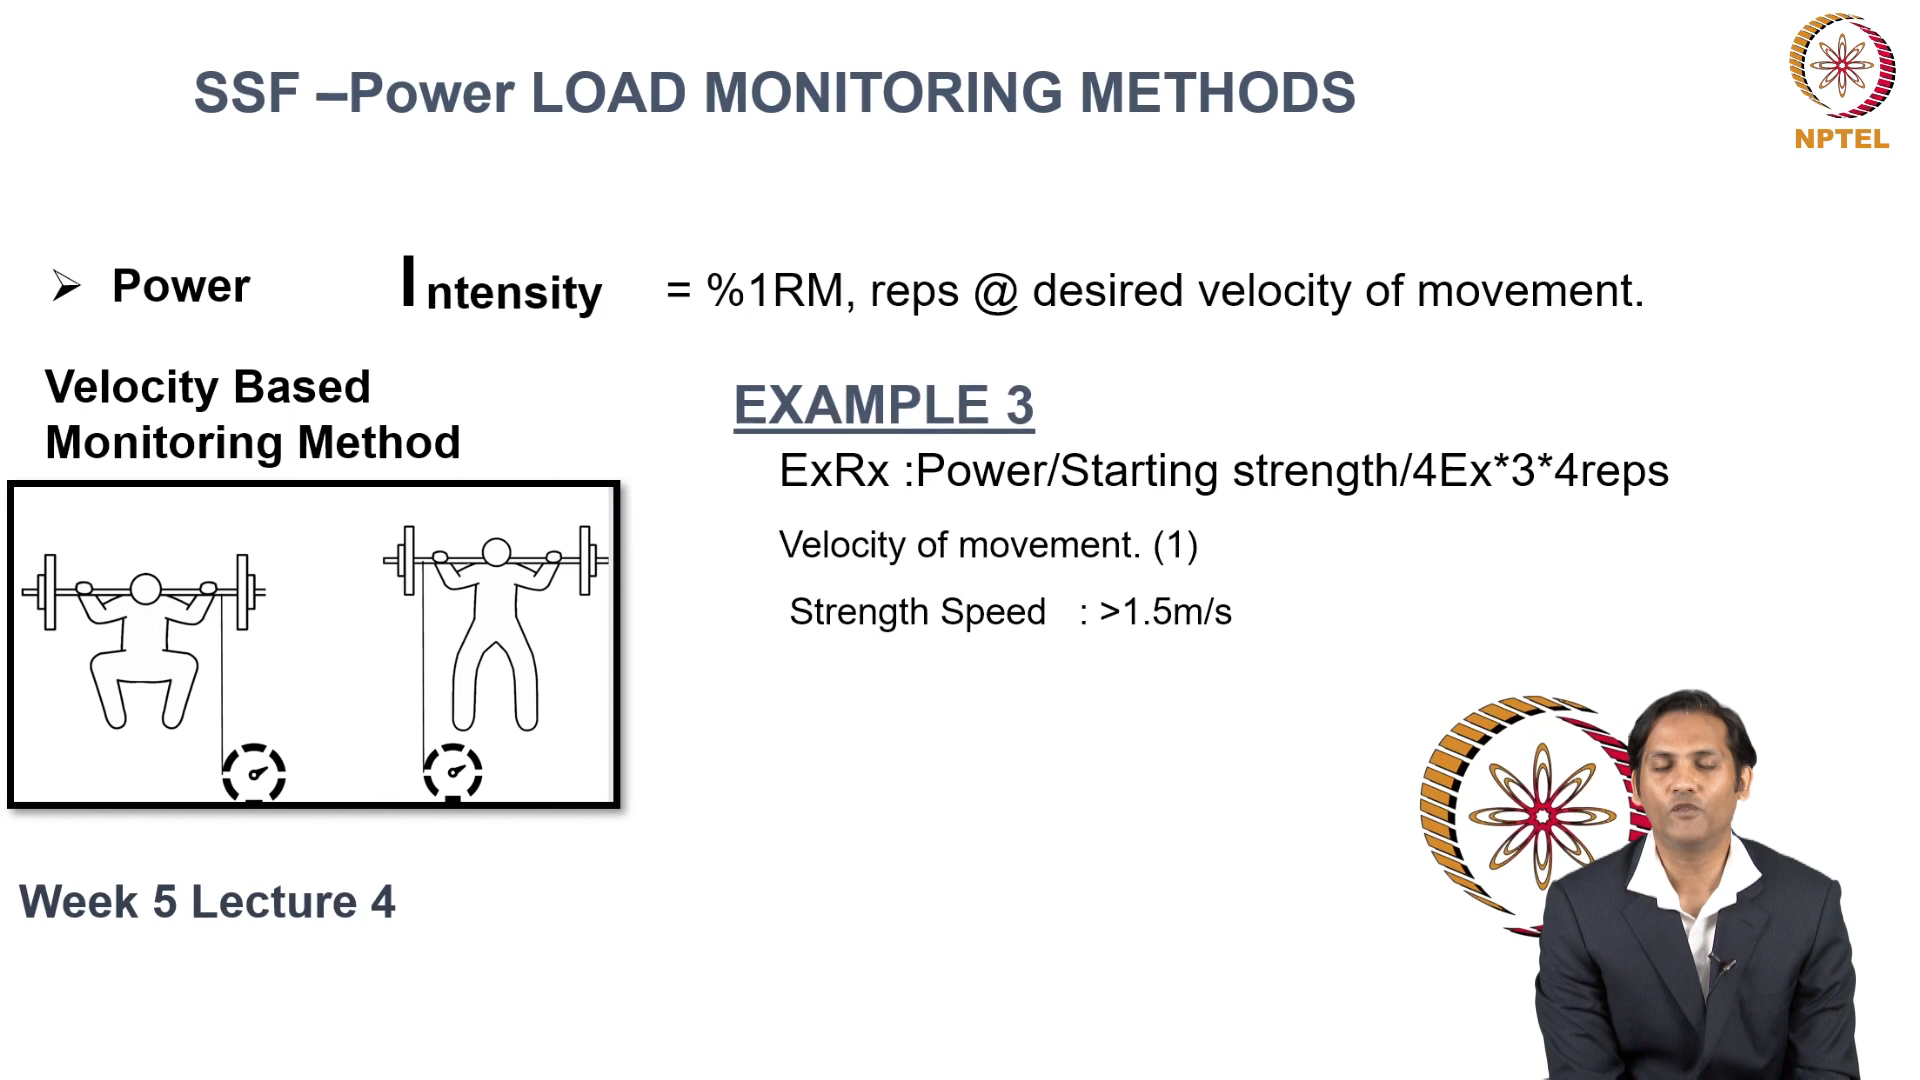 SSF –Power LOAD MONITORING METHODS
NPTEL
➢ Power Intensity = %1RM, reps @ desired velocity of movement.
Velocity Based
Monitoring Method
EXAMPLE 3
ExRx :Power/Starting strength/4Ex*3*4reps
Velocity of movement. (1)
Strength Speed : >1.5m/s
Week 5 Lecture 4